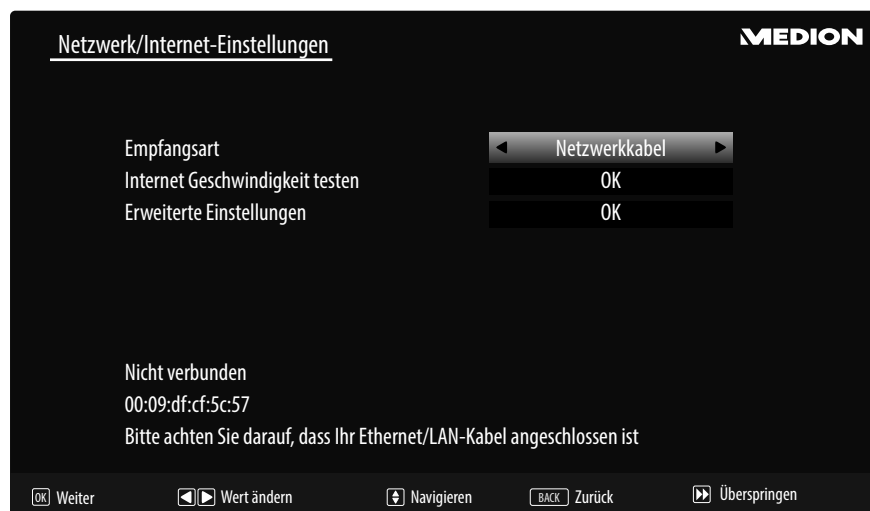 Netzwerk/Internet-Einstellungen
MEDION
Empfangsart Netzwerkkabel
Internet Geschwindigkeit testen OK
Erweiterte Einstellungen OK
Nicht verbunden
00:09:df:cf:5c:57
Bitte achten Sie darauf, dass Ihr Ethernet/LAN-Kabel angeschlossen ist
OK Weiter Wert ändern Navigieren BACK Zurück Überspringen